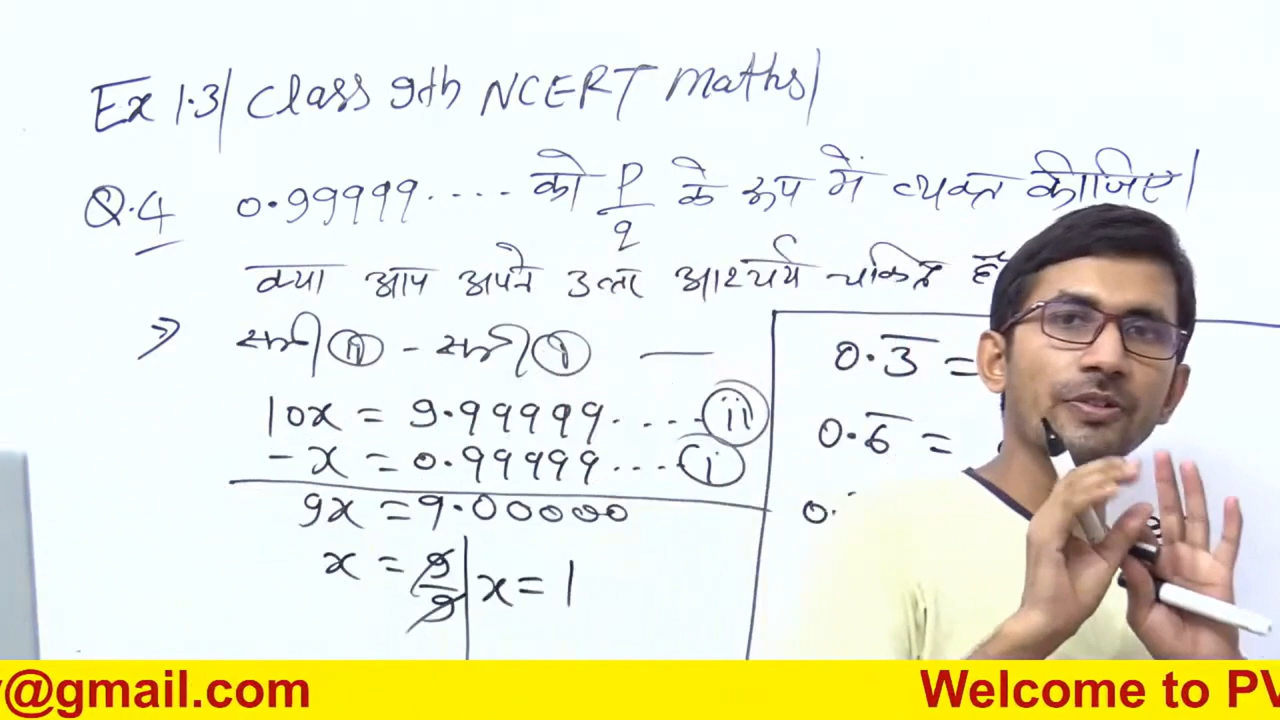 Ex 1.3| Class 9th NCERT Maths|
Q.4 0.99999.... को p/q के रूप में व्यक्त कीजिए|
क्या आप अपने उत्तर आश्चर्य चकित हैं
⇒ समी ⓘⓘ - समी ⓘ —
10x = 9.99999.... - ii
-x = 0.99999... - i
9x = 9.00000
x = 9/9 | x = 1
0.3̅ =
0.6̅ =
0.
y@gmail.com
Welcome to PV